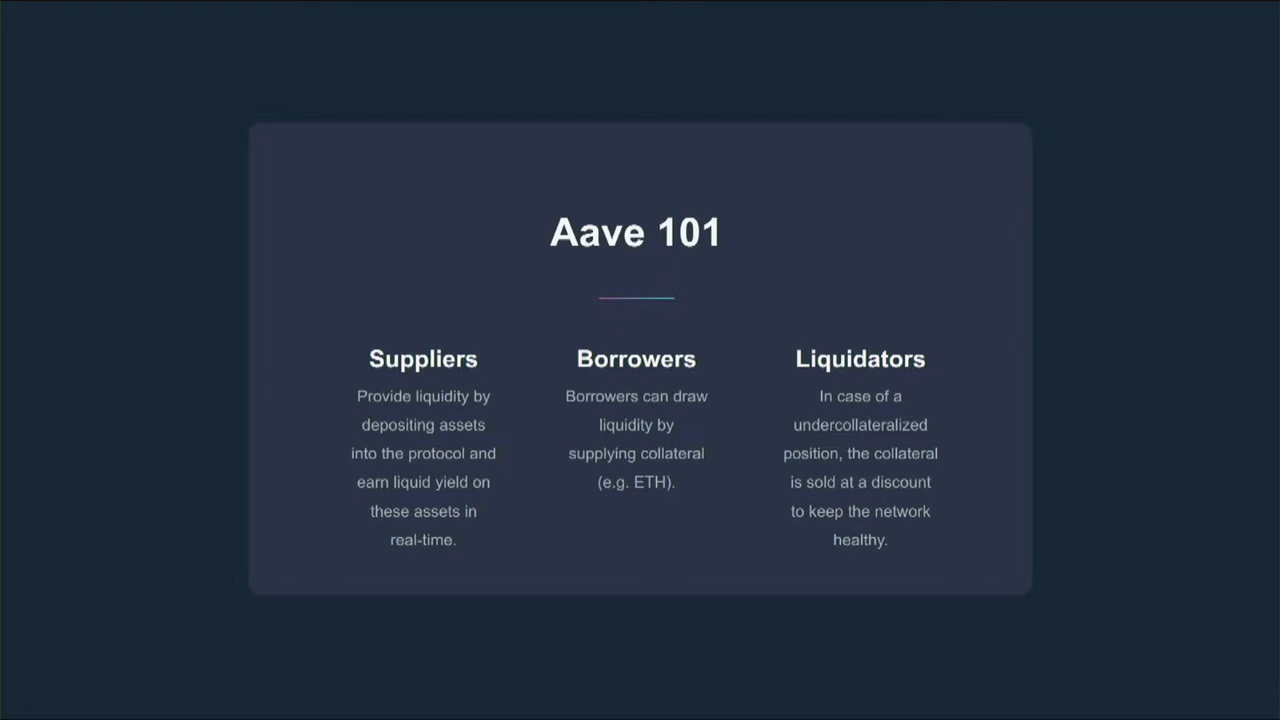 Aave 101
Suppliers
Provide liquidity by
depositing assets
into the protocol and
earn liquid yield on
these assets in
real-time.
Borrowers
Borrowers can draw
liquidity by
supplying collateral
(e.g. ETH).
Liquidators
In case of a
undercollateralized
position, the collateral
is sold at a discount
to keep the network
healthy.